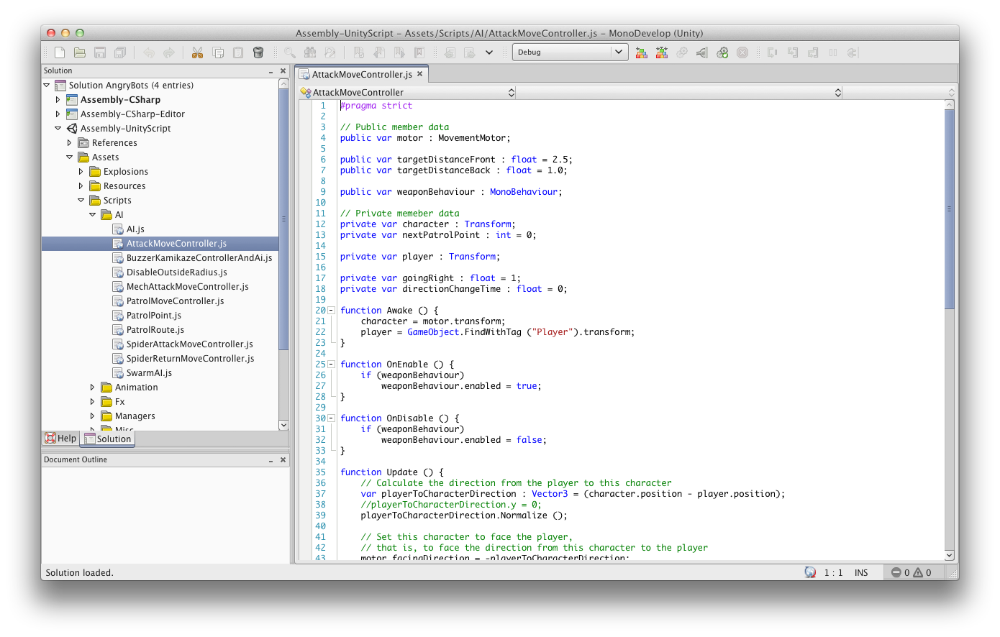 Assembly-UnityScript – Assets/Scripts/AI/AttackMoveController.js – MonoDevelop (Unity)
Debug
Solution
Solution AngryBots (4 entries)
Assembly-CSharp
Assembly-CSharp-Editor
Assembly-UnityScript
References
Assets
Explosions
Resources
Scripts
AI
AI.js
AttackMoveController.js
BuzzerKamikazeControllerAndAi.js
DisableOutsideRadius.js
MechAttackMoveController.js
PatrolMoveController.js
PatrolPoint.js
PatrolRoute.js
SpiderAttackMoveController.js
SpiderReturnMoveController.js
SwarmAI.js
Animation
Fx
Managers
Misc
Help
Solution
Document Outline
AttackMoveController.js
AttackMoveController
1 #pragma strict
2
3 // Public member data
4 public var motor : MovementMotor;
5
6 public var targetDistanceFront : float = 2.5;
7 public var targetDistanceBack : float = 1.0;
8
9 public var weaponBehaviour : MonoBehaviour;
10
11 // Private memeber data
12 private var character : Transform;
13 private var nextPatrolPoint : int = 0;
14
15 private var player : Transform;
16
17 private var goingRight : float = 1;
18 private var directionChangeTime : float = 0;
19
20 function Awake () {
21 character = motor.transform;
22 player = GameObject.FindWithTag ("Player").transform;
23 }
24
25 function OnEnable () {
26 if (weaponBehaviour)
27 weaponBehaviour.enabled = true;
28 }
29
30 function OnDisable () {
31 if (weaponBehaviour)
32 weaponBehaviour.enabled = false;
33 }
34
35 function Update () {
36 // Calculate the direction from the player to this character
37 var playerToCharacterDirection : Vector3 = (character.position - player.position);
38 //playerToCharacterDirection.y = 0;
39 playerToCharacterDirection.Normalize ();
40
41 // Set this character to face the player,
42 // that is, to face the direction from this character to the player
43 motor.facingDirection = -playerToCharacterDirection;
Solution loaded.
1 : 1 INS
0 0